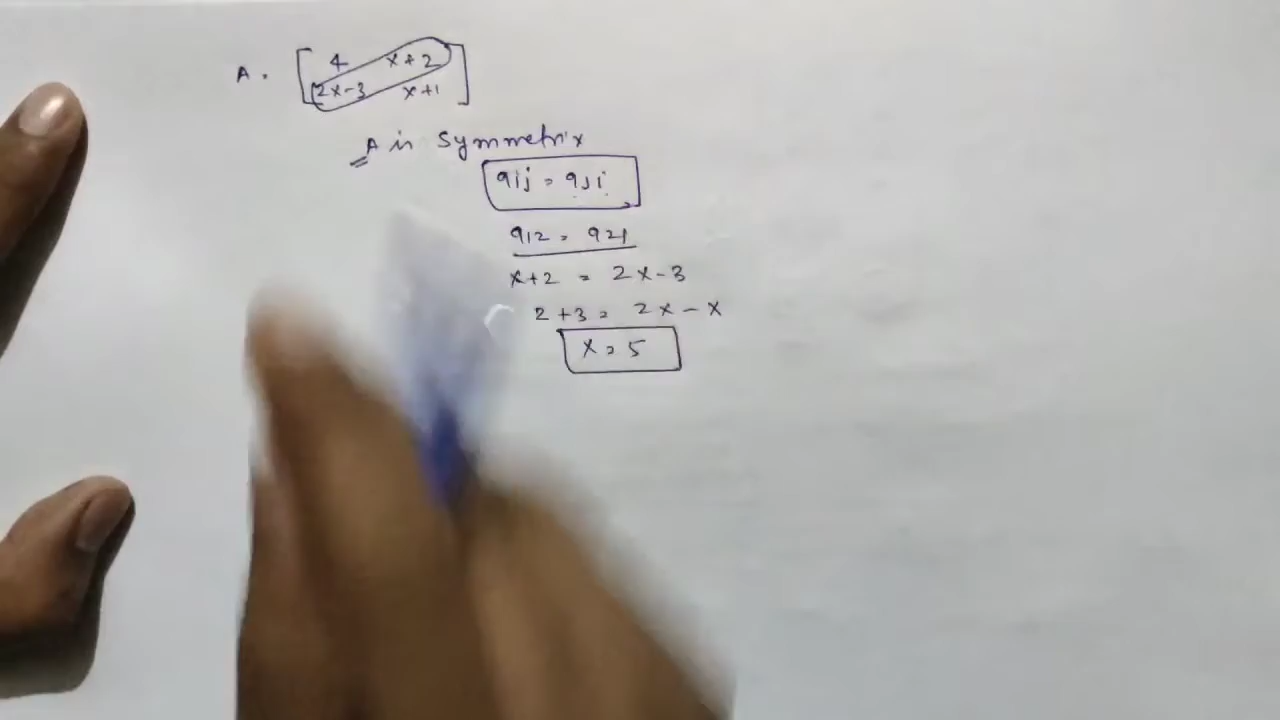 A = [ 4 x+2
2x-3 x+1 ]
A is Symmetrix
aij = aji
a12 = a21
x+2 = 2x-3
2+3 = 2x-x
x = 5